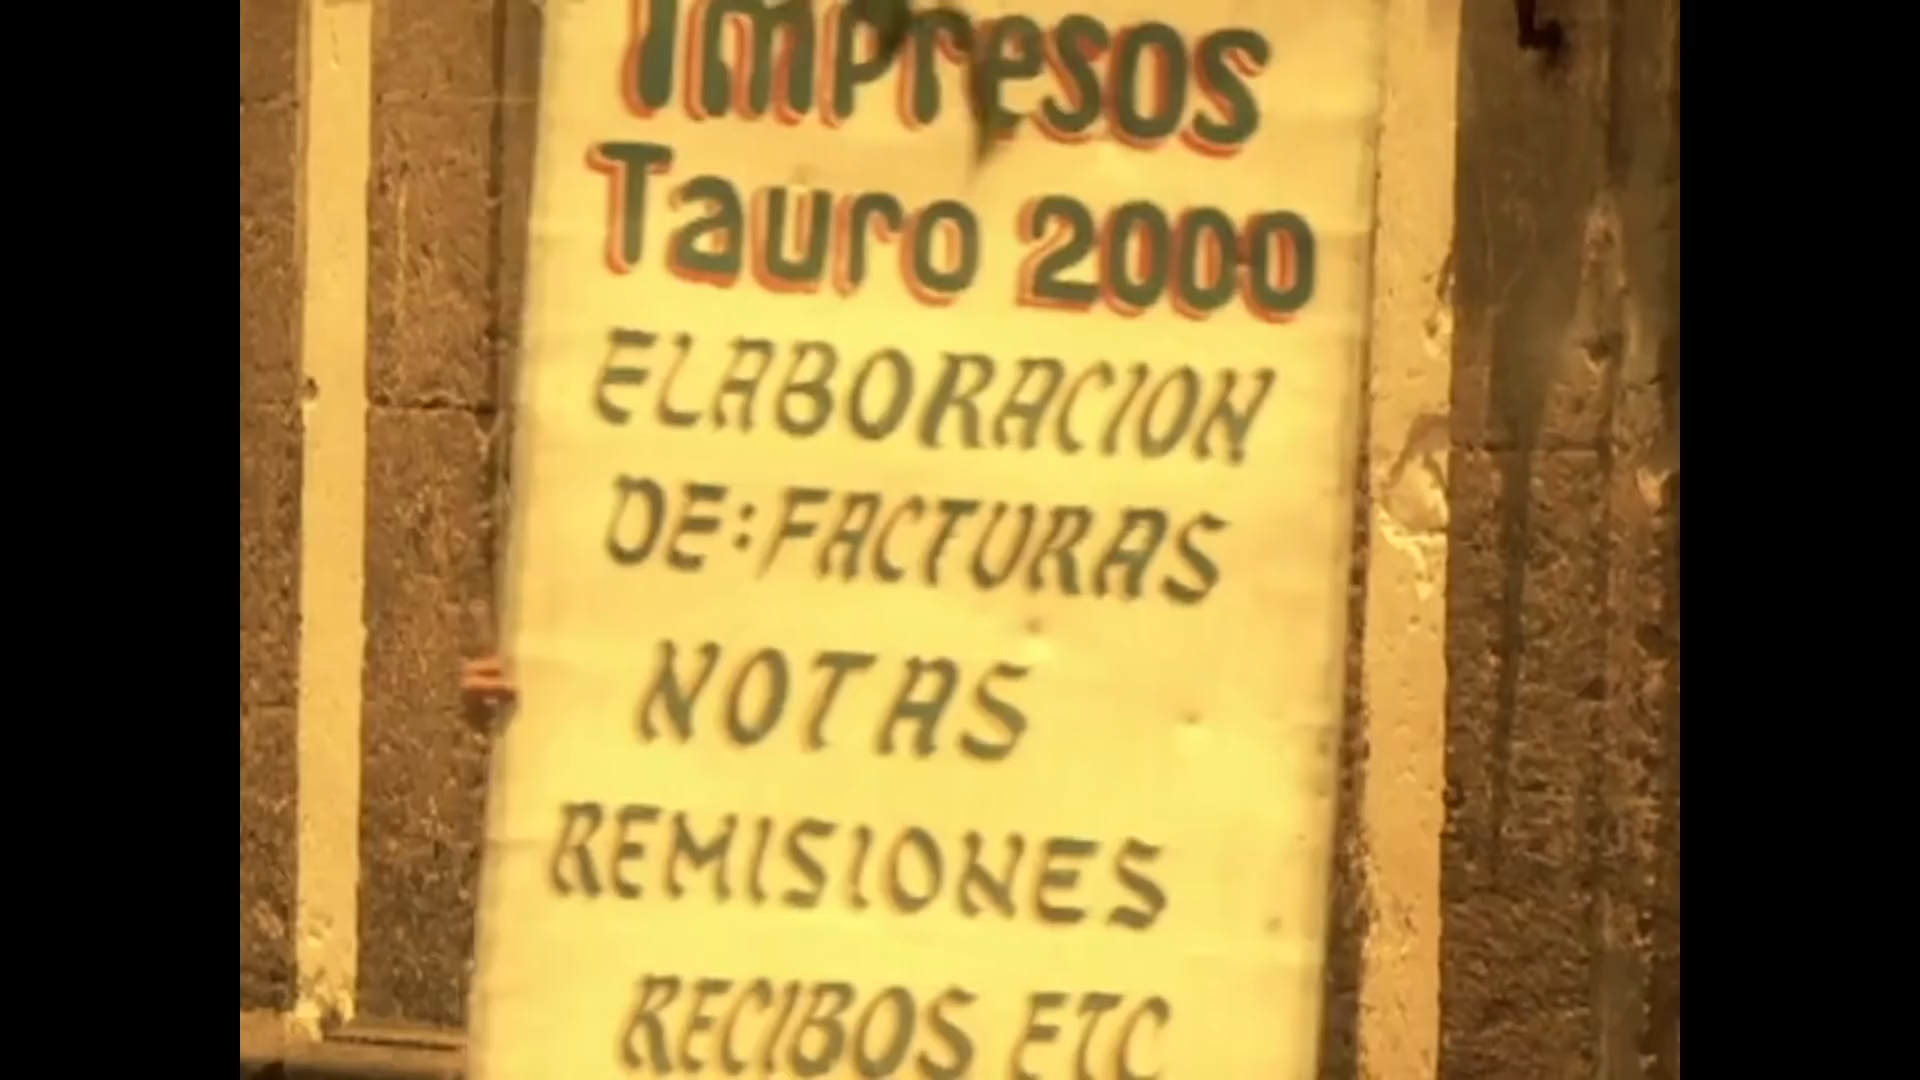 Impresos
Tauro 2000
ELABORACION
DE: FACTURAS
NOTAS
REMISIONES
RECIBOS ETC